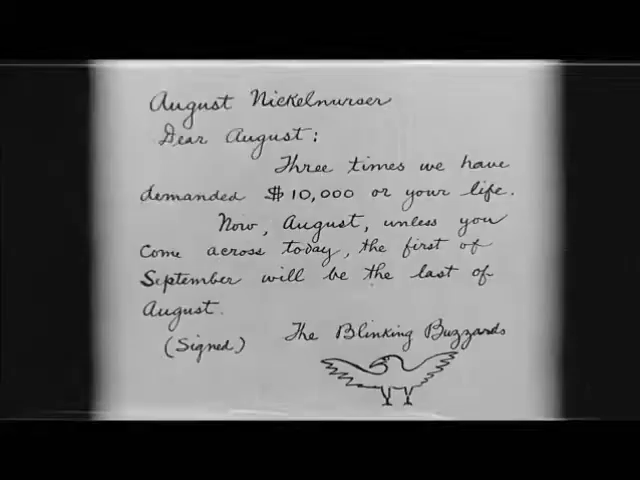 August Nickelnurser
Dear August:
Three times we have
demanded $10,000 or your life.
Now, August, unless you
come across today, the first of
September will be the last of
August.
(Signed) The Blinking Buzzards